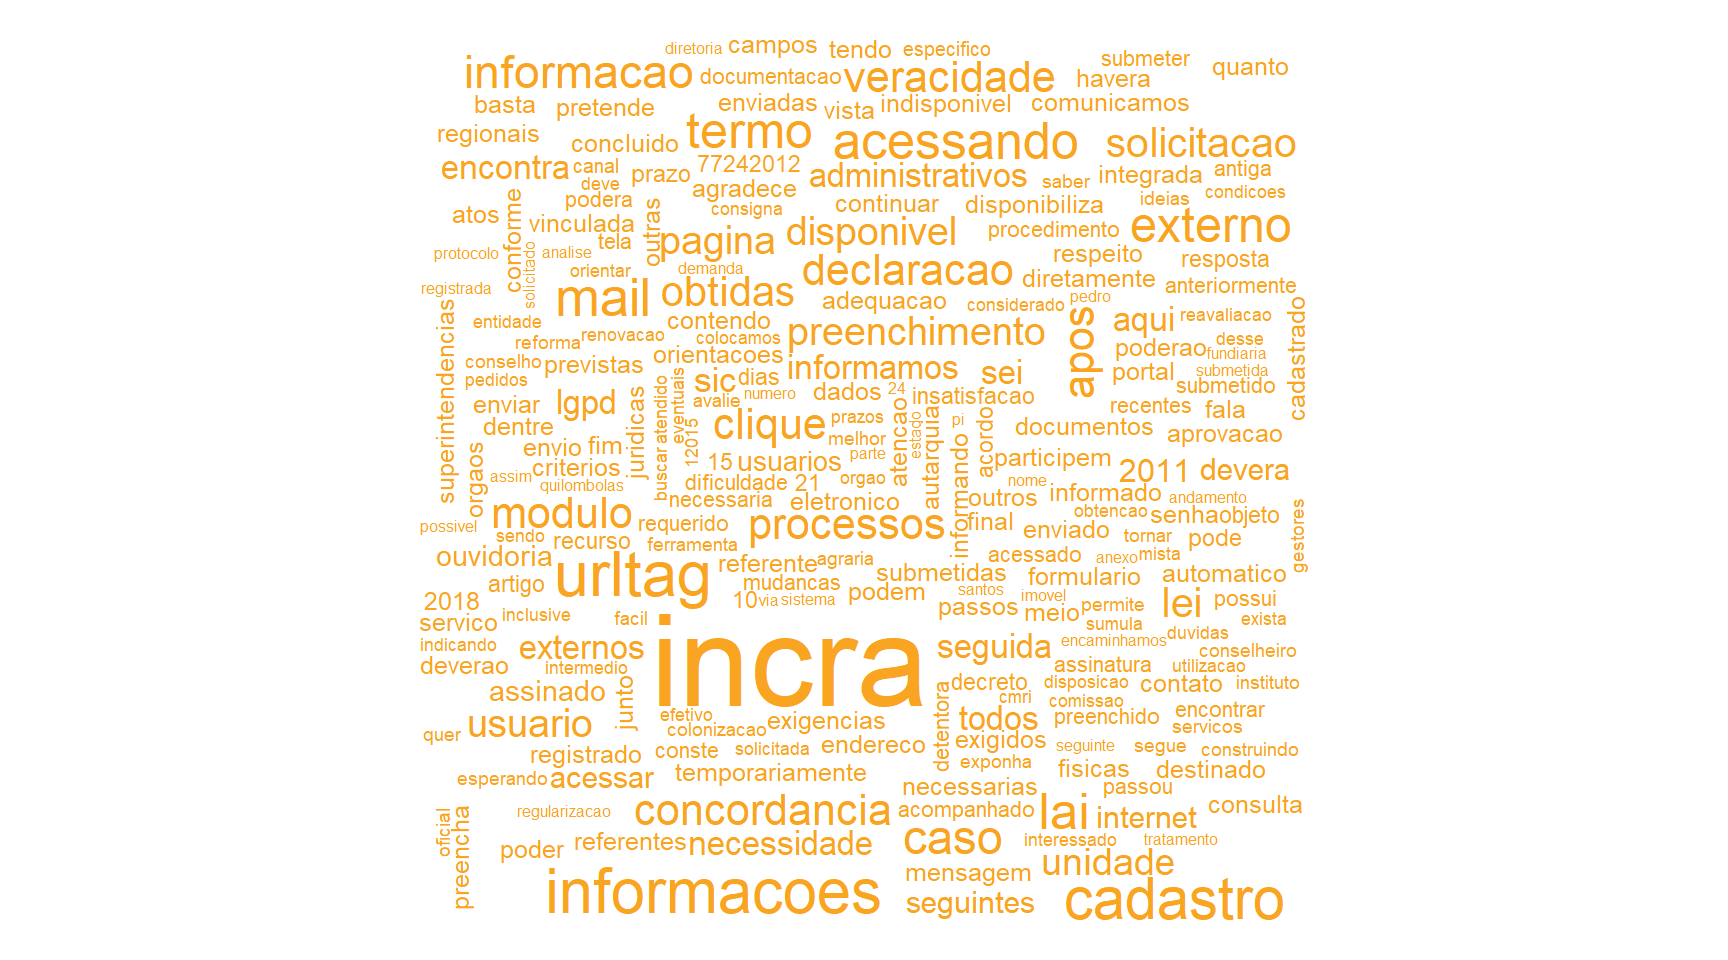 diretoria campos tendo especifico
informacao documentacao veracidade submeter havera quanto
basta pretende enviadas vista indisponivel comunicamos
regionais concluido termo acessando solicitacao
encontra canal prazo 77242012 administrativos saber integrada antiga
deve podera agradece consigna continuar disponibiliza ideias condicoes
atos conforme vinculada outras pagina disponivel procedimento externo
protocolo solicitado analise tela orientar demanda declaracao respeito resposta
registrada mail obtidas adequacao considerado diretamente pedro anteriormente
superintendencias entidade renovacao contendo preenchimento apos aqui reavaliacao cadastrado
reforma colocamos orientacoes poderao desse fundiaria
conselho previstas informamos sei portal submetida
pedidos sic dias dados 24 insatisfacao submetido
enviar lgpd juridicas atendido eventuais avalie numero recentes fala
dentre clique prazos atencao autarquia estado pi acordo documentos aprovacao
orgaos envio fim buscar 12015 melhor parte informando
assim criterios 15 usuarios orgao participem 2011 devera
quilombolas dificuldade 21 nome
modulo necessaria eletronico outros informado andamento
possivel requerido processos final enviado obtencao senhaobjeto gestores
sendo recurso ferramenta tornar pode
ouvidoria urltag referente agraria acessado anexo mista
artigo mudancas submetidas formulario automatico
2018 10 via sistema podem santos imovel lei possui
servico inclusive facil passos meio permite sumula exista
indicando externos incra seguida encaminhamos duvidas conselheiro
deverao intermedio assinatura utilizacao
assinado junto decreto disposicao contato instituto
usuario efetivo exigencias detentora cmri comissao encontrar
quer colonizacao todos preenchido servicos
registrado conste solicitada endereco exigidos seguinte segue construindo
esperando acessar temporariamente exponha fisicas destinado
oficial preencha regularizacao concordancia necessarias acompanhado lai passou internet consulta
poder referentes necessidade caso interessado tratamento
informacoes mensagem unidade
seguintes cadastro